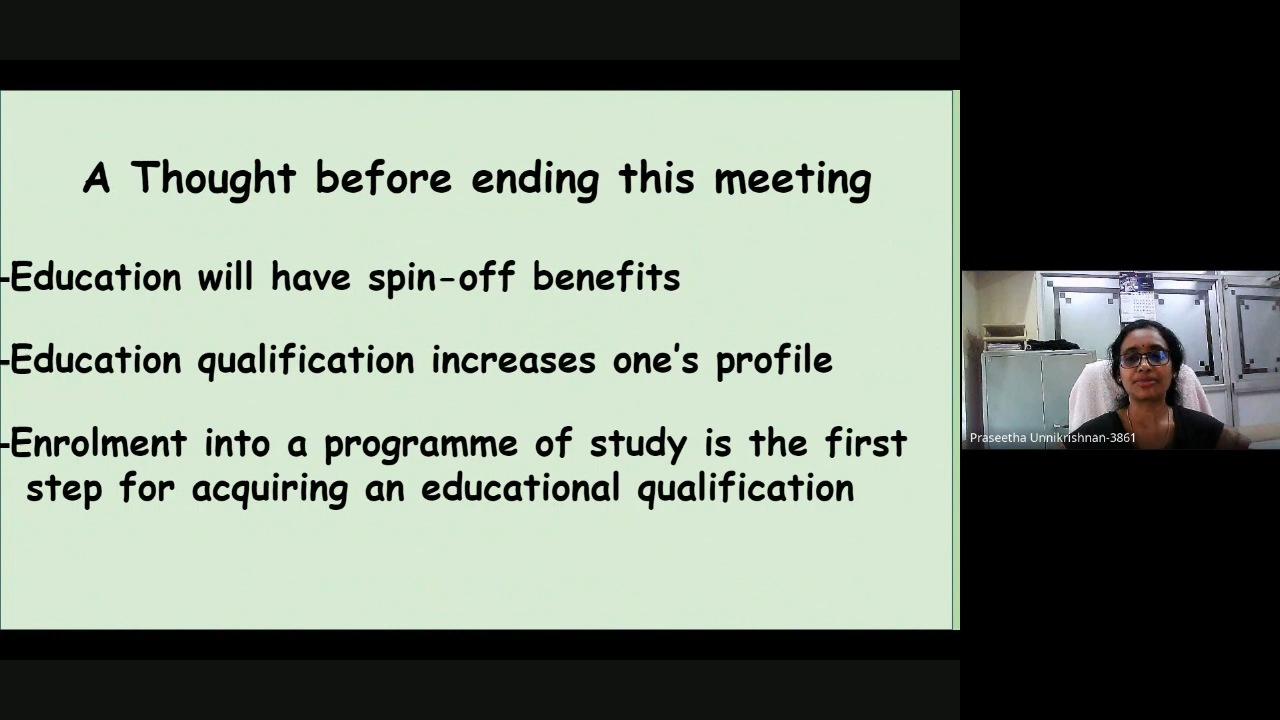 A Thought before ending this meeting
-Education will have spin-off benefits
-Education qualification increases one’s profile
-Enrolment into a programme of study is the first
step for acquiring an educational qualification
Praseetha Unnikrishnan-3861